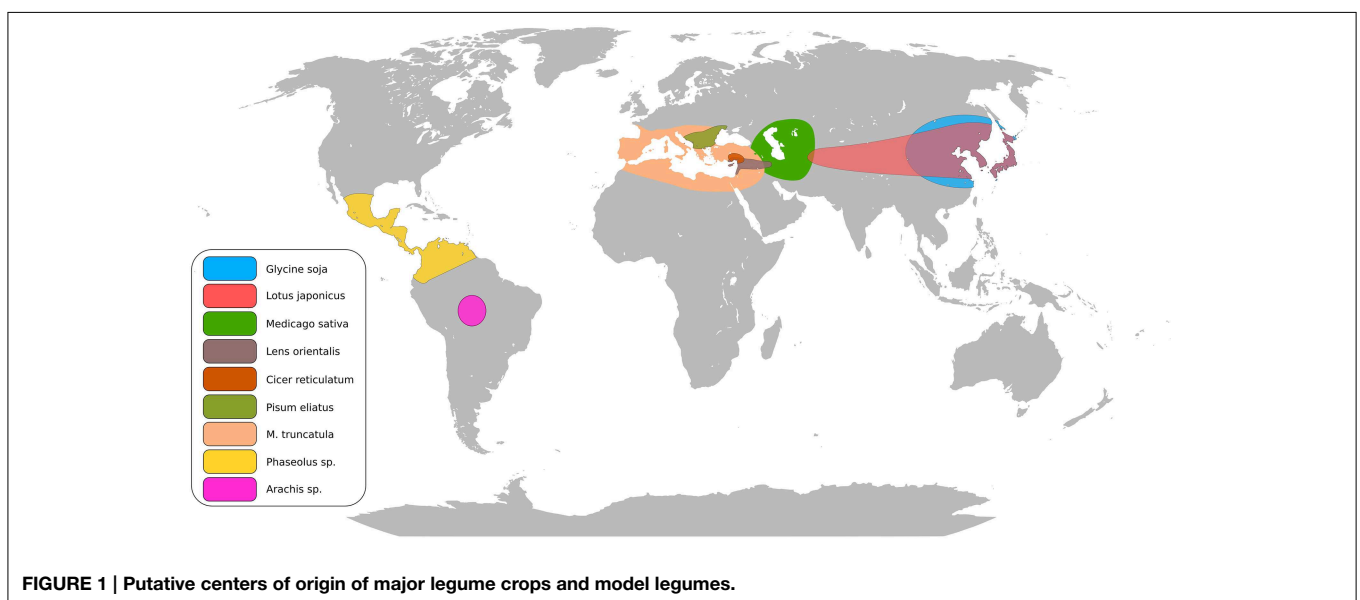 Glycine soja
Lotus japonicus
Medicago sativa
Lens orientalis
Cicer reticulatum
Pisum eliatus
M. truncatula
Phaseolus sp.
Arachis sp.
FIGURE 1 | Putative centers of origin of major legume crops and model legumes.